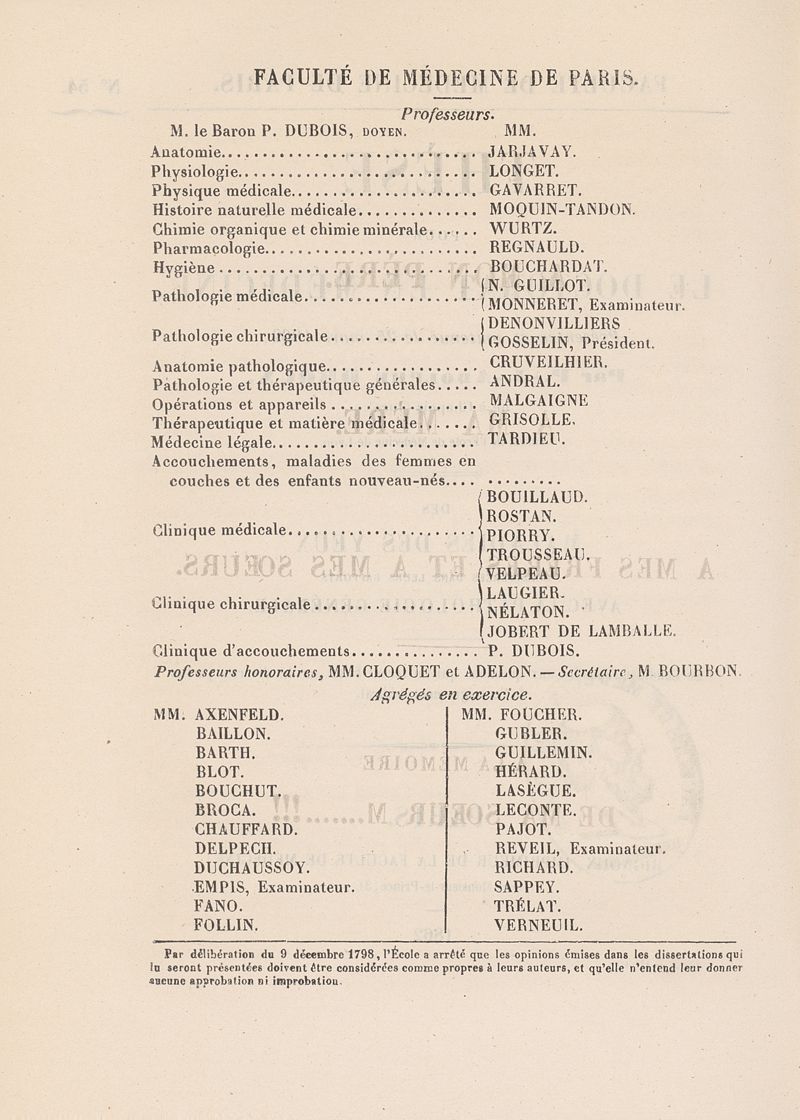 FACULTÉ DE MÉDECINE DE PARIS.
Professeurs.
M. le Baron P. DUBOIS, DOYEN. MM.
Anatomie............................ JARJAVAY.
Physiologie.......................... LONGET.
Physique médicale..................... GAVARRET.
Histoire naturelle médicale.............. MOQUIN-TANDON.
Chimie organique et chimie minérale...... WURTZ.
Pharmacologie........................ REGNAULD.
Hygiène ............................ BOUCHARDAT.
Pathologie médicale.................... { N. GUILLOT.
MONNERET, Examinateur.
Pathologie chirurgicale................. { DENONVILLIERS
GOSSELIN, Président.
Anatomie pathologique.................. CRUVEILHIER.
Pathologie et thérapeutique générales..... ANDRAL.
Opérations et appareils ................ MALGAIGNE
Thérapeutique et matière médicale....... GRISOLLE.
Médecine légale....................... TARDIEU.
Accouchements, maladies des femmes en
couches et des enfants nouveau-nés.... .........
Clinique médicale..................... { BOUILLAUD.
ROSTAN.
PIORRY.
TROUSSEAU.
Clinique chirurgicale .................. { VELPEAU.
LAUGIER.
NÉLATON.
JOBERT DE LAMBALLE.
Clinique d'accouchements............... P. DUBOIS.
Professeurs honoraires, MM. CLOQUET et ADELON. — Secrétaire, M. BOURBON.
Agrégés en exercice.
MM. AXENFELD.
BAILLON.
BARTH.
BLOT.
BOUCHUT.
BROCA.
CHAUFFARD.
DELPECH.
DUCHAUSSOY.
EMPIS, Examinateur.
FANO.
FOLLIN.
MM. FOUCHER.
GUBLER.
GUILLEMIN.
HÉRARD.
LASÈGUE.
LECONTE.
PAJOT.
REVEIL, Examinateur.
RICHARD.
SAPPEY.
TRÉLAT.
VERNEUIL.
Par délibération du 9 décembre 1798, l'École a arrêté que les opinions émises dans les dissertations qui
lu seront présentées doivent être considérées comme propres à leurs auteurs, et qu'elle n'entend leur donner
aucune approbation ni improbation.